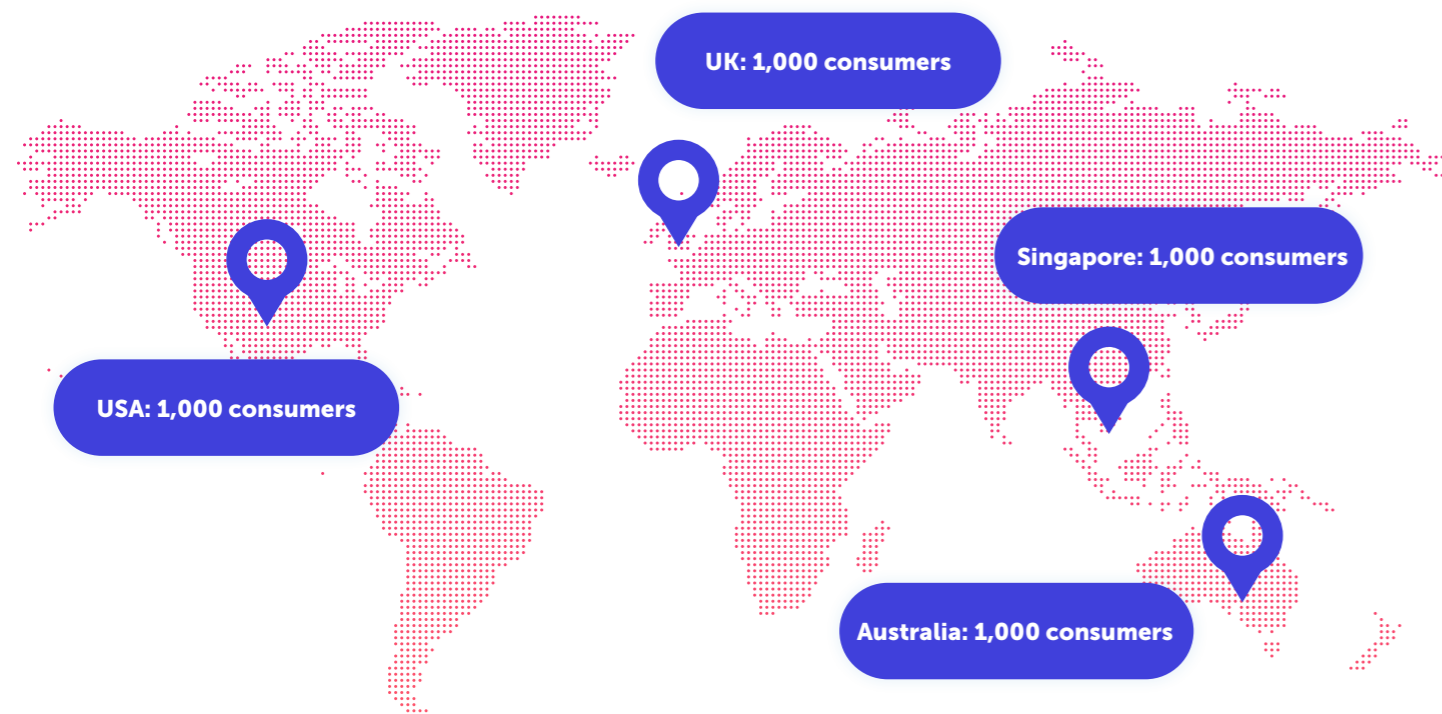 UK: 1,000 consumers
Singapore: 1,000 consumers
USA: 1,000 consumers
Australia: 1,000 consumers